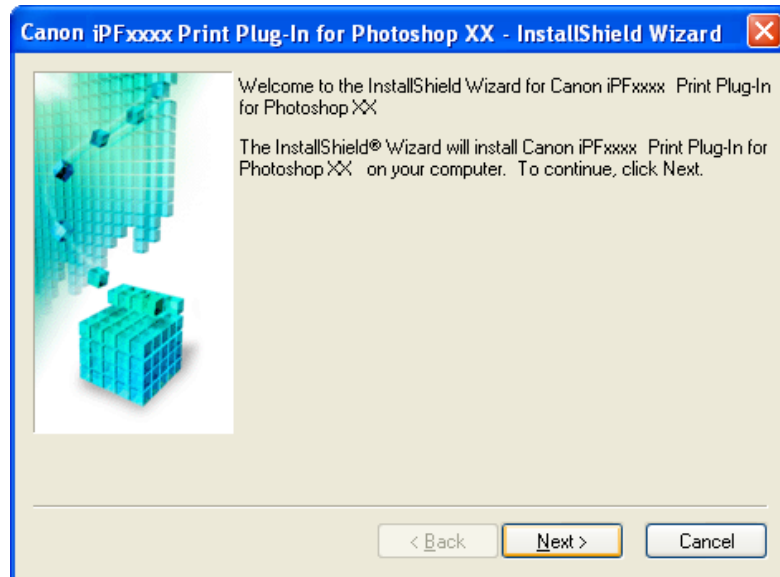 Canon iPFxxxx Print Plug-In for Photoshop XX - InstallShield Wizard
Welcome to the InstallShield Wizard for Canon iPFxxxx Print Plug-In
for Photoshop XX
The InstallShield® Wizard will install Canon iPFxxxx Print Plug-In for
Photoshop XX on your computer. To continue, click Next.
< Back
Next >
Cancel